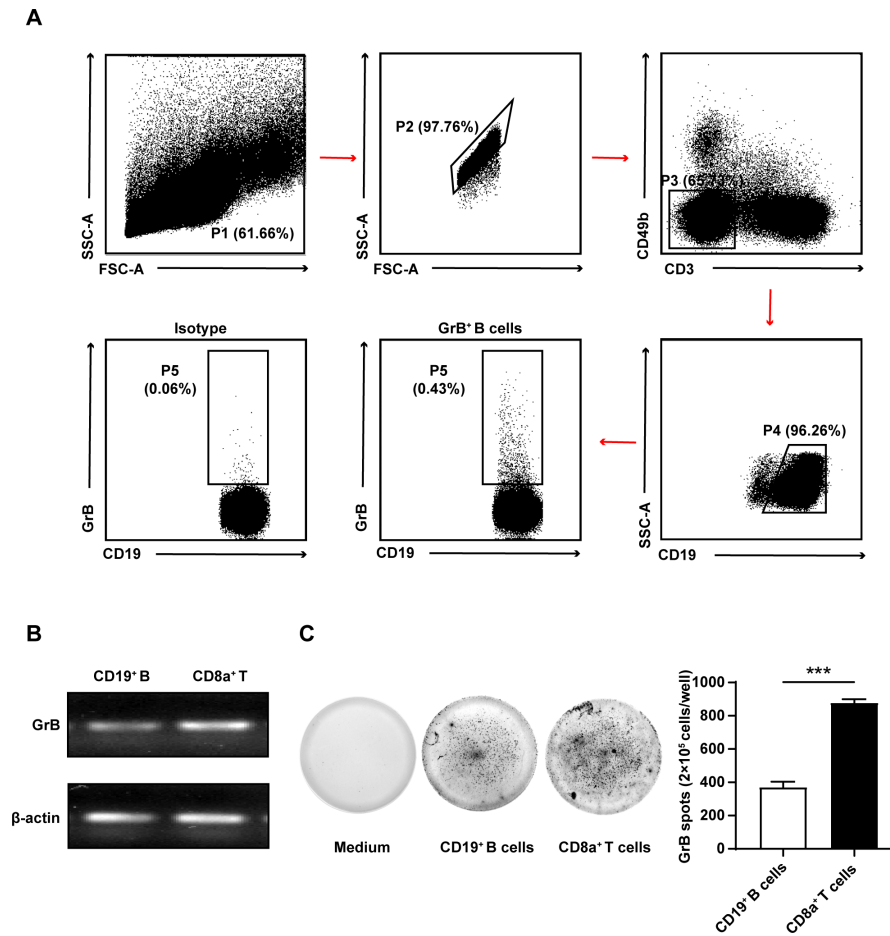 A
SSC-A
FSC-A
P1 (61.66%)
SSC-A
FSC-A
P2 (97.76%)
CD49b
CD3
P3
Isotype
GrB
CD19
P5
(0.06%)
GrB⁺ B cells
GrB
CD19
P5
(0.43%)
SSC-A
CD19
P4 (96.26%)
B
CD19⁺ B
CD8a⁺ T
GrB
β-actin
C
Medium
CD19⁺ B cells
CD8a⁺ T cells
GrB spots (2×10⁵ cells/well)
1000
800
600
400
200
0
***
CD19⁺ B cells
CD8a⁺ T cells